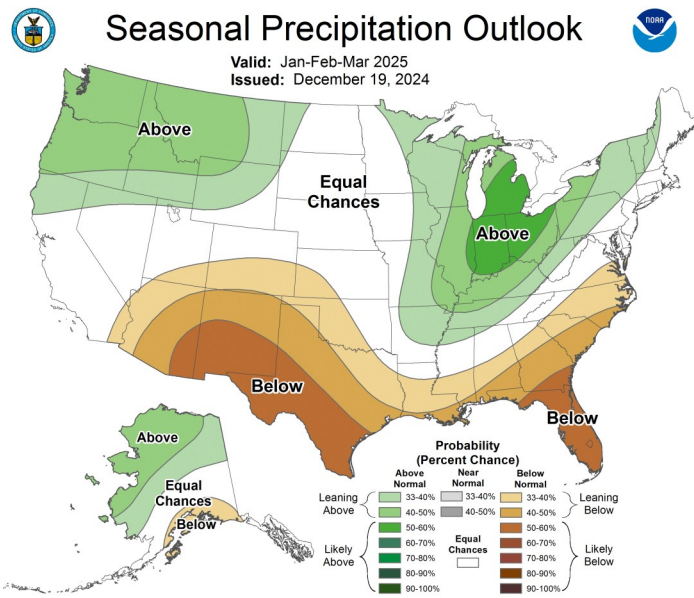 Seasonal Precipitation Outlook
NOAA
Valid: Jan-Feb-Mar 2025
Issued: December 19, 2024
Above
Equal
Chances
Above
Below
Below
Above
Equal
Chances
Below
Probability
(Percent Chance)
Above Normal
Near Normal
Below Normal
Leaning Above
33-40%
33-40%
33-40%
Leaning Below
40-50%
40-50%
40-50%
Likely Above
50-60%
60-70%
70-80%
80-90%
90-100%
Equal Chances
50-60%
60-70%
70-80%
80-90%
90-100%
Likely Below